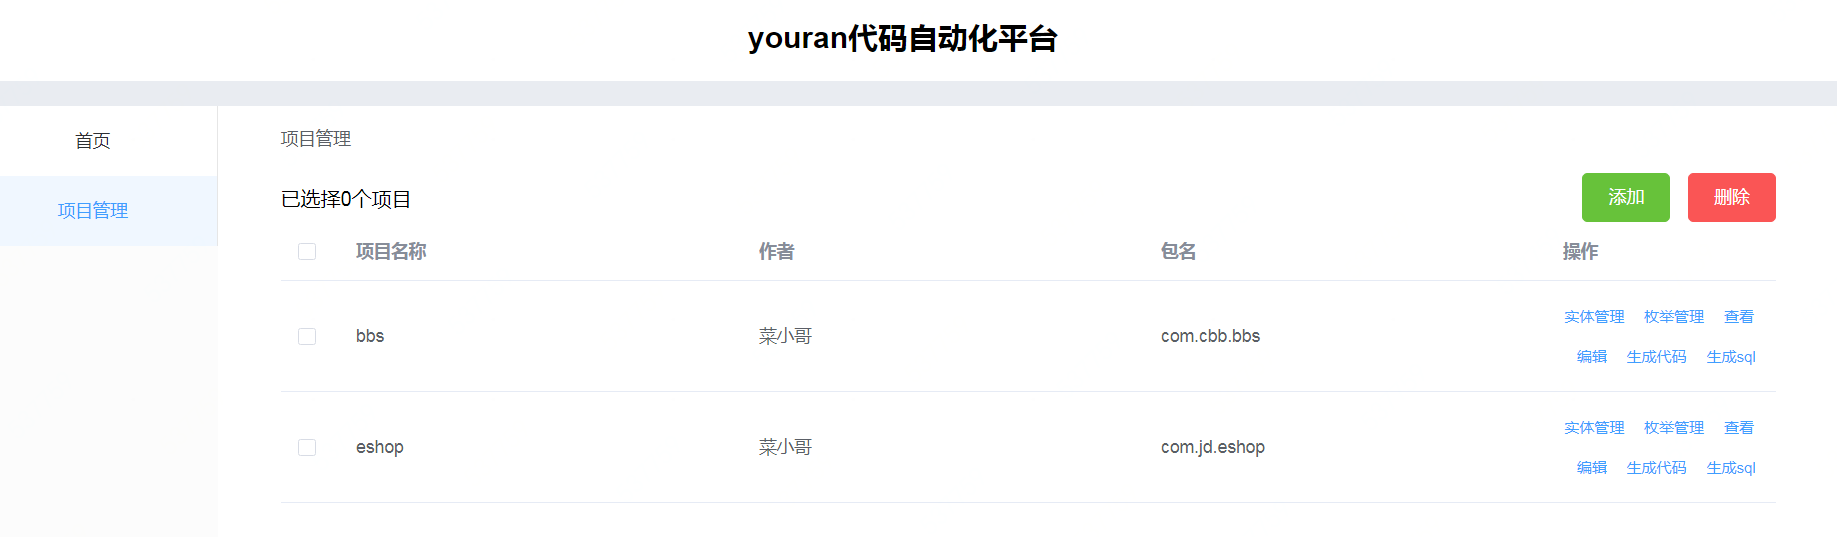 youran代码自动化平台
首页
项目管理
项目管理
已选择0个项目
添加 删除
项目名称 作者 包名 操作
bbs 菜小哥 com.cbb.bbs 实体管理 枚举管理 查看
编辑 生成代码 生成sql
eshop 菜小哥 com.jd.eshop 实体管理 枚举管理 查看
编辑 生成代码 生成sql